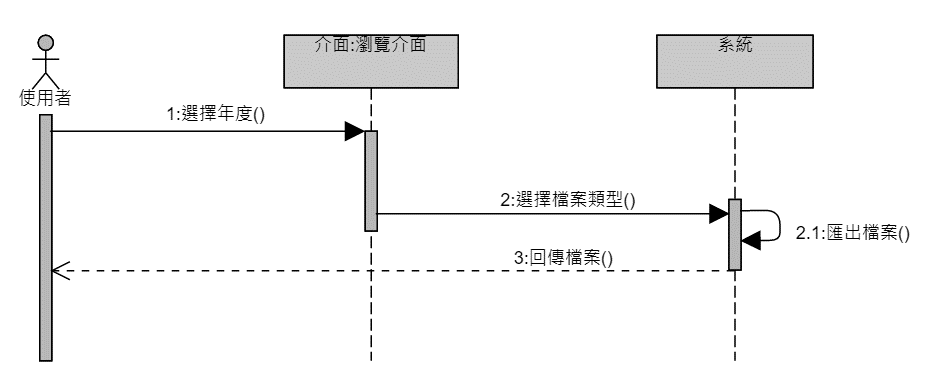 介面:瀏覽介面
系統
使用者
1:選擇年度()
2:選擇檔案類型()
2.1:匯出檔案()
3:回傳檔案()